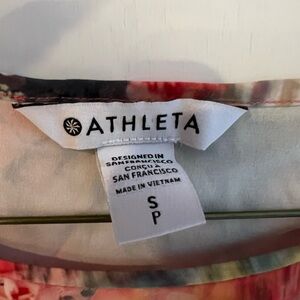 ATHLETA
DESIGNED IN
SAN FRANCISCO
CONÇU À
SAN FRANCISCO
MADE IN VIETNAM
S
P